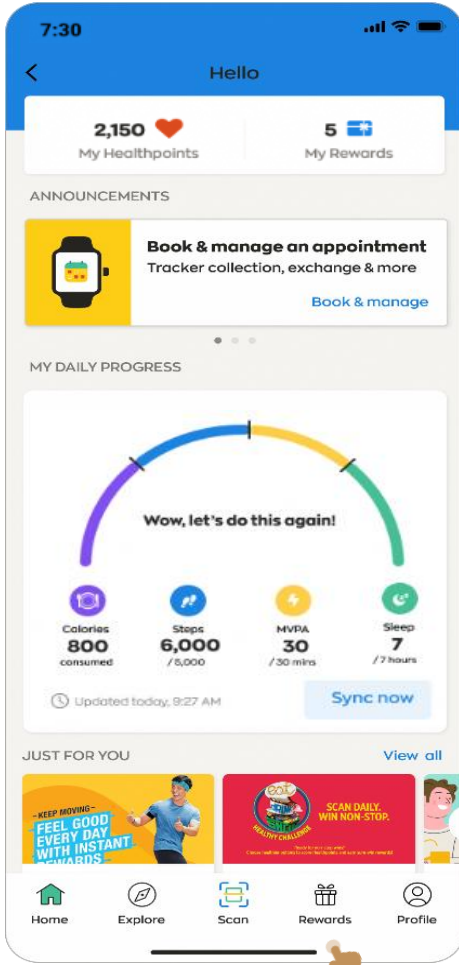 7:30
Hello
2,150
5
My Healthpoints
My Rewards
ANNOUNCEMENTS
Book & manage an appointment
Tracker collection, exchange & more
Book & manage
MY DAILY PROGRESS
Wow, let's do this again!
Calories
Steps
MVPA
Sleep
800
6,000
30
7
consumed
/5,000
/30 mins
/7 hours
Updated today, 9:27 AM
Sync now
JUST FOR YOU
View all
- KEEP MOVING -
FEEL GOOD
EVERY DAY
WITH INSTANT
REWARDS
HEALTHY CHALLENGE
SCAN DAILY.
WIN NON-STOP.
Home
Explore
Scan
Rewards
Profile